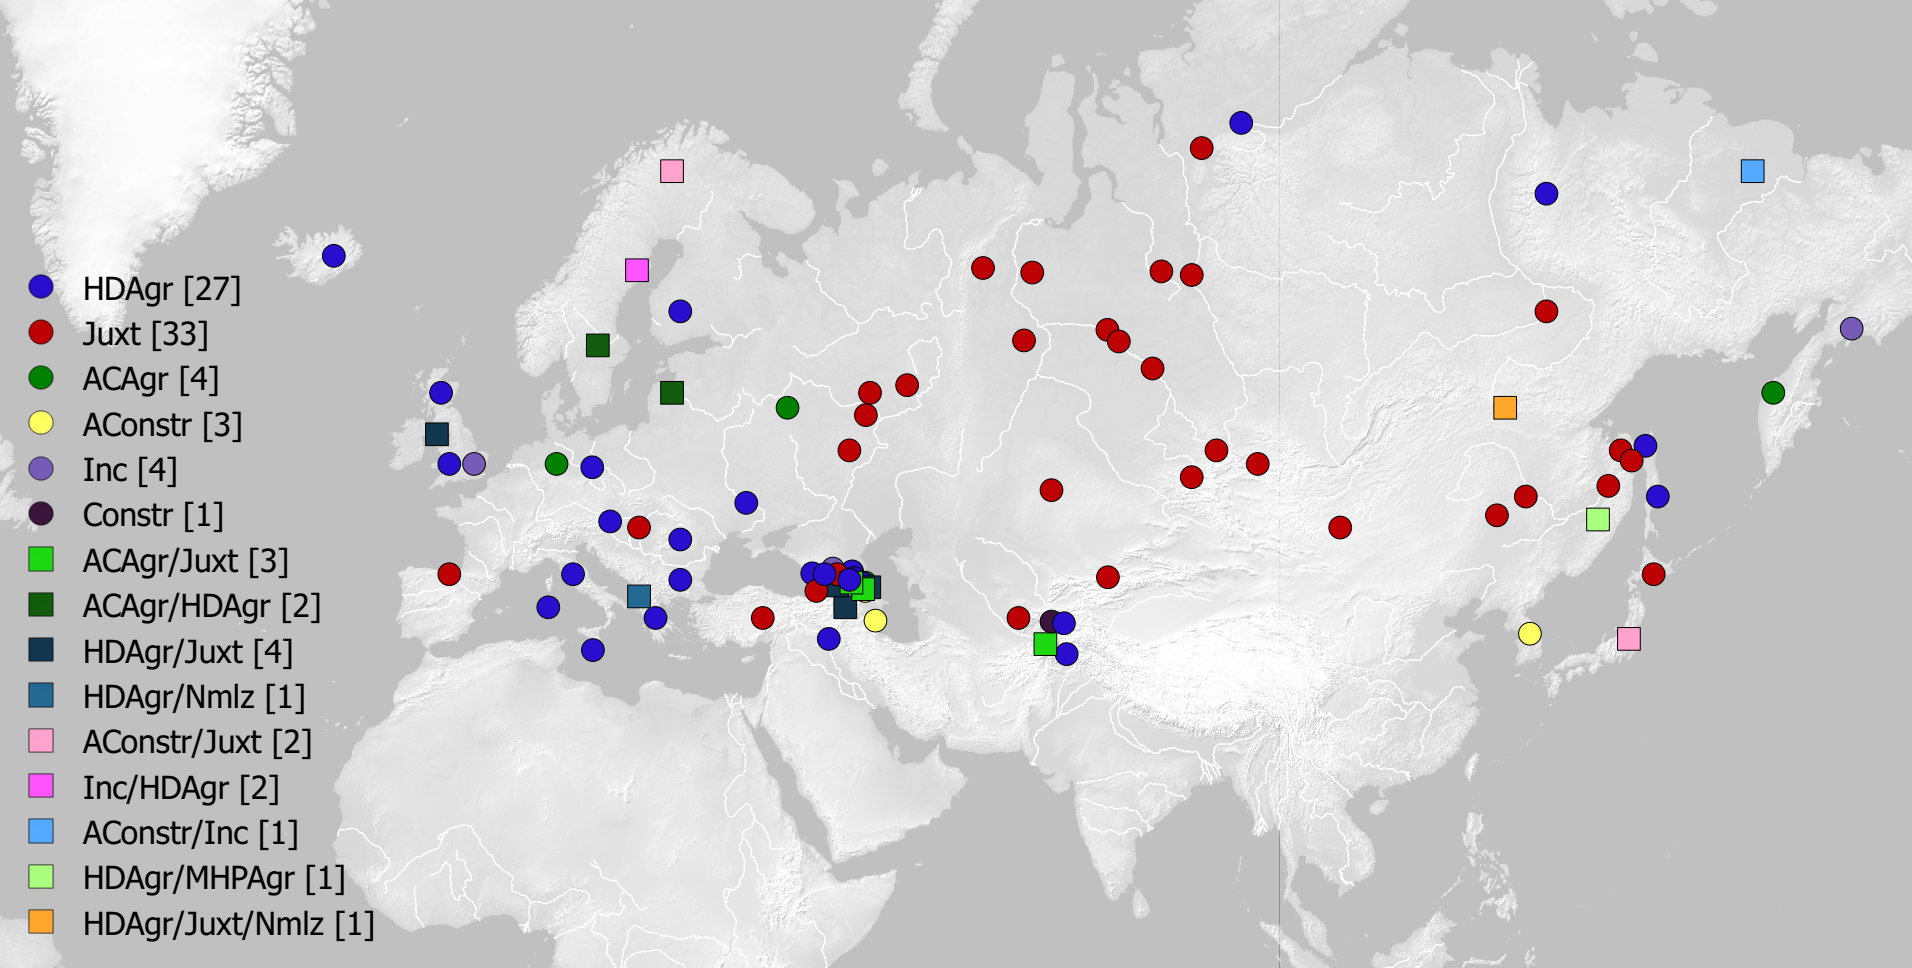 HDAgr [27]
Juxt [33]
ACAgr [4]
AConstr [3]
Inc [4]
Constr [1]
ACAgr/Juxt [3]
ACAgr/HDAgr [2]
HDAgr/Juxt [4]
HDAgr/Nmlz [1]
AConstr/Juxt [2]
Inc/HDAgr [2]
AConstr/Inc [1]
HDAgr/MHPAgr [1]
HDAgr/Juxt/Nmlz [1]